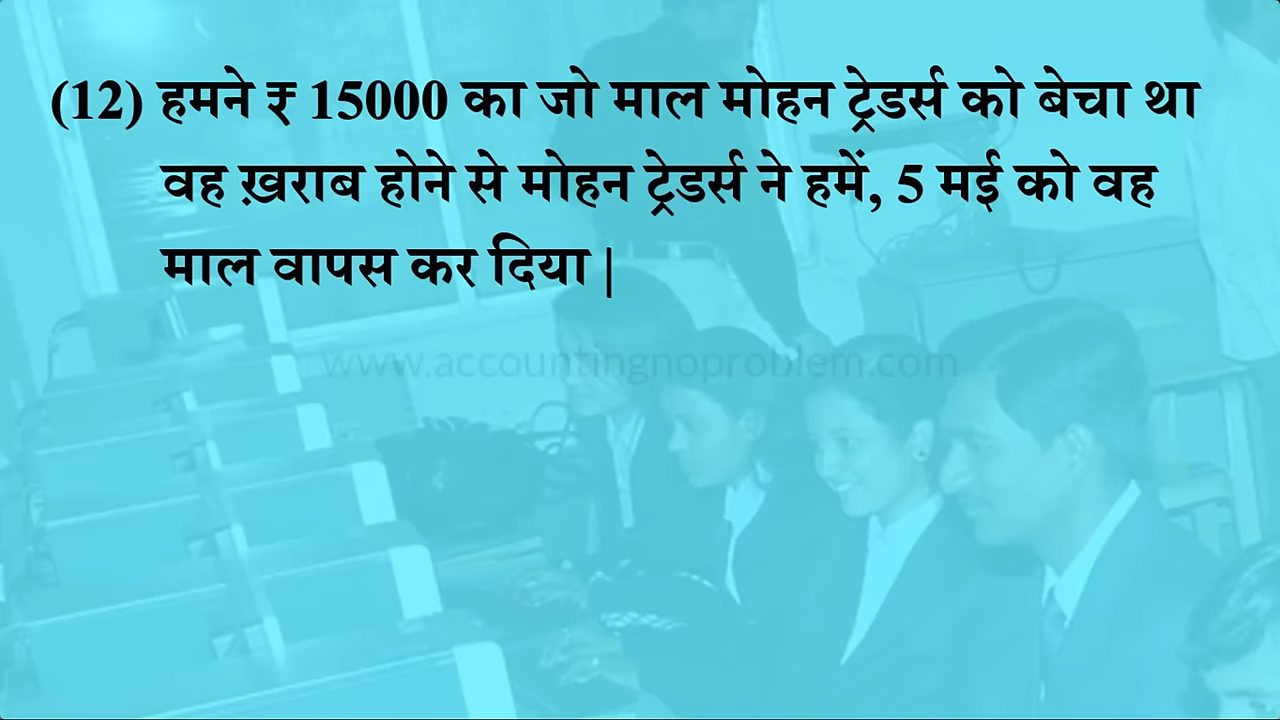 (12) हमने ₹ 15000 का जो माल मोहन ट्रेडर्स को बेचा था
वह ख़राब होने से मोहन ट्रेडर्स ने हमें, 5 मई को वह
माल वापस कर दिया |
www.accountingnoproblem.com